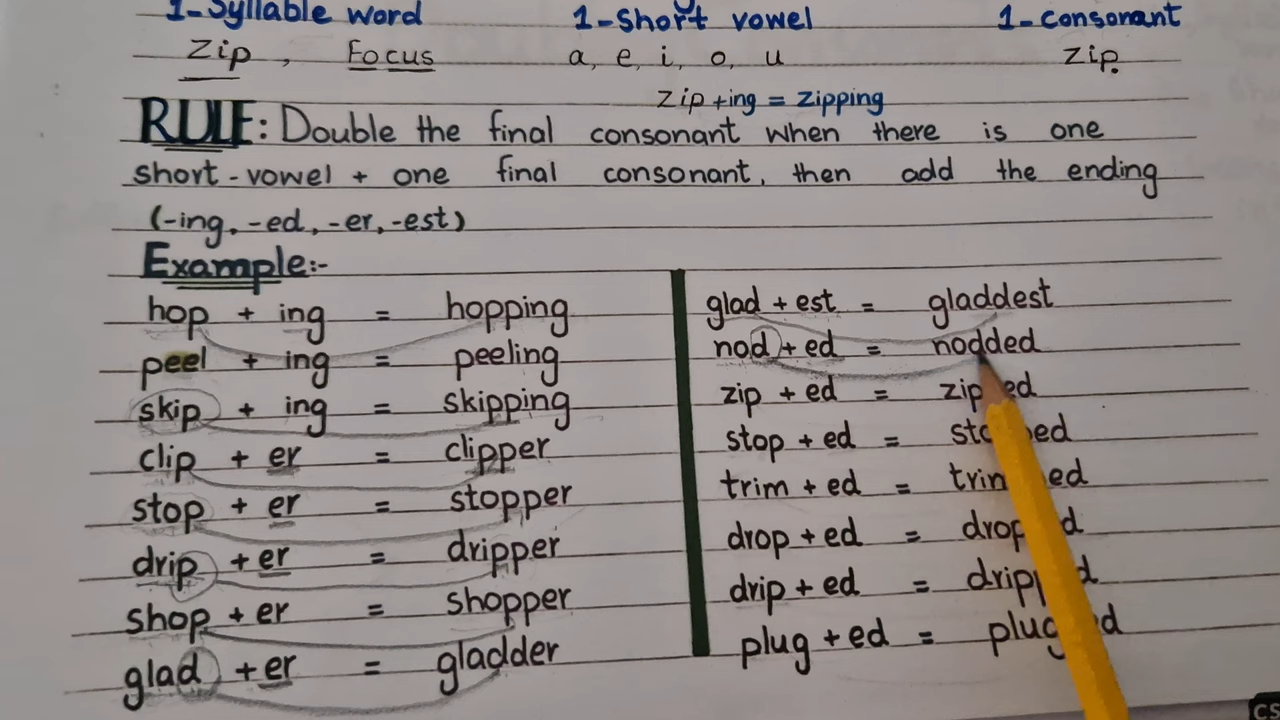 1-Syllable word 1-Short vowel 1-Consonant
Zip, Focus a, e, i, o, u Zip.
Zip+ing = Zipping
RULE: Double the final consonant when there is one
short-vowel + one final consonant, then add the ending
(-ing, -ed, -er, -est)
Example:-
hop + ing = hopping
peel + ing = peeling
skip + ing = skipping
clip + er = clipper
stop + er = stopper
drip + er = dripper
shop + er = shopper
glad + er = gladder
glad + est = gladdest
nod + ed = nodded
zip + ed =
stop + ed =
trim + ed =
drop + ed =
drip + ed =
plug + ed =
CS